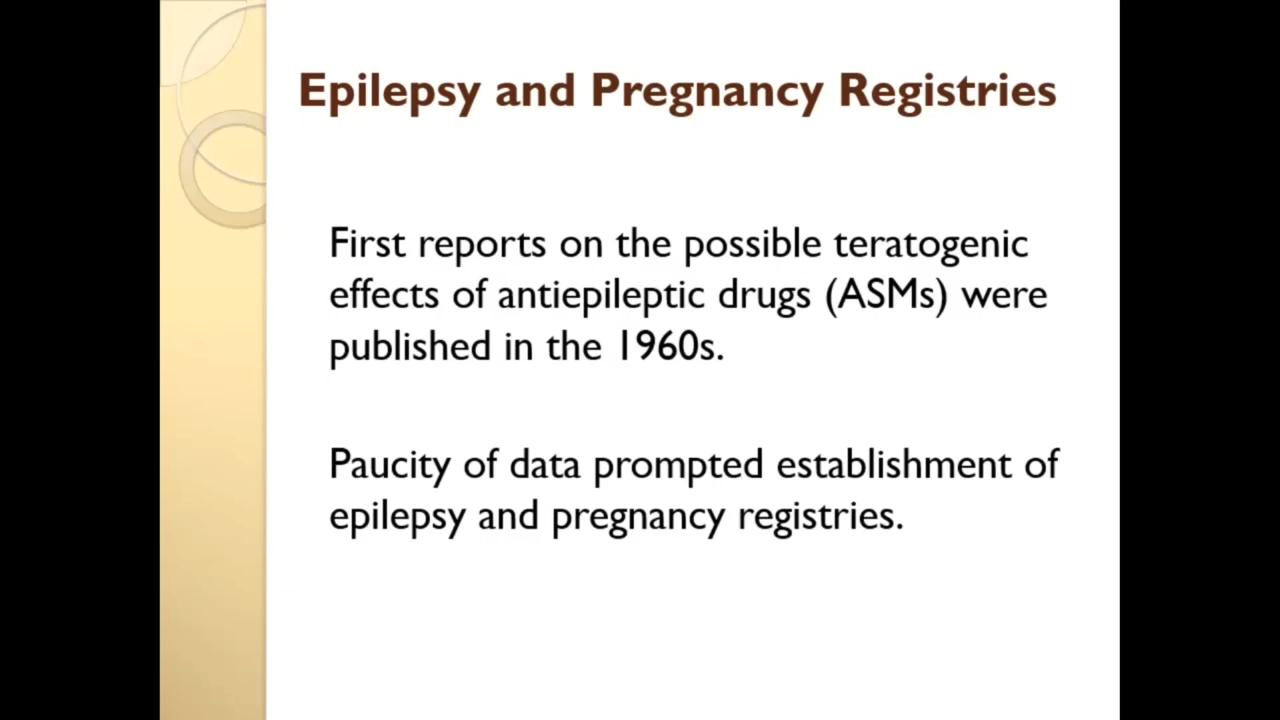 Epilepsy and Pregnancy Registries
First reports on the possible teratogenic
effects of antiepileptic drugs (ASMs) were
published in the 1960s.
Paucity of data prompted establishment of
epilepsy and pregnancy registries.